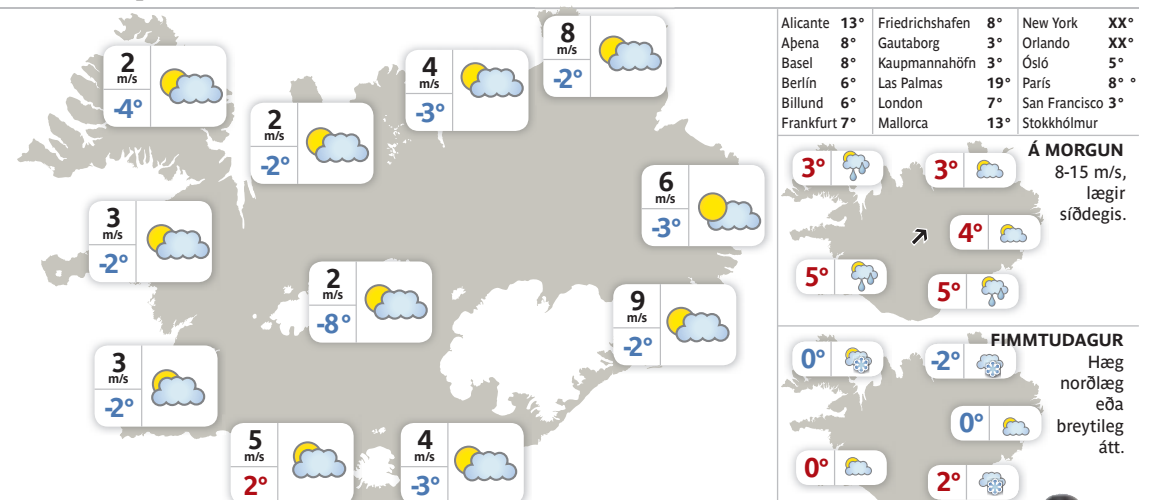 2
m/s
-4°
2
m/s
-2°
4
m/s
-3°
8
m/s
-2°
3
m/s
-2°
6
m/s
-3°
2
m/s
-8°
9
m/s
-2°
3
m/s
-2°
5
m/s
2°
4
m/s
-3°
Alicante 13°
Aþena 8°
Basel 8°
Berlín 6°
Billund 6°
Frankfurt 7°
Friedrichshafen 8°
Gautaborg 3°
Kaupmannahöfn 3°
Las Palmas 19°
London 7°
Mallorca 13°
New York XX°
Orlando XX°
Ósló 5°
París 8° °
San Francisco 3°
Stokkhólmur
Á MORGUN
8-15 m/s,
lægir
síðdegis.
3°
3°
4°
5°
5°
FIMMTUDAGUR
Hæg
norðlæg
eða
breytileg
átt.
0°
-2°
0°
0°
2°